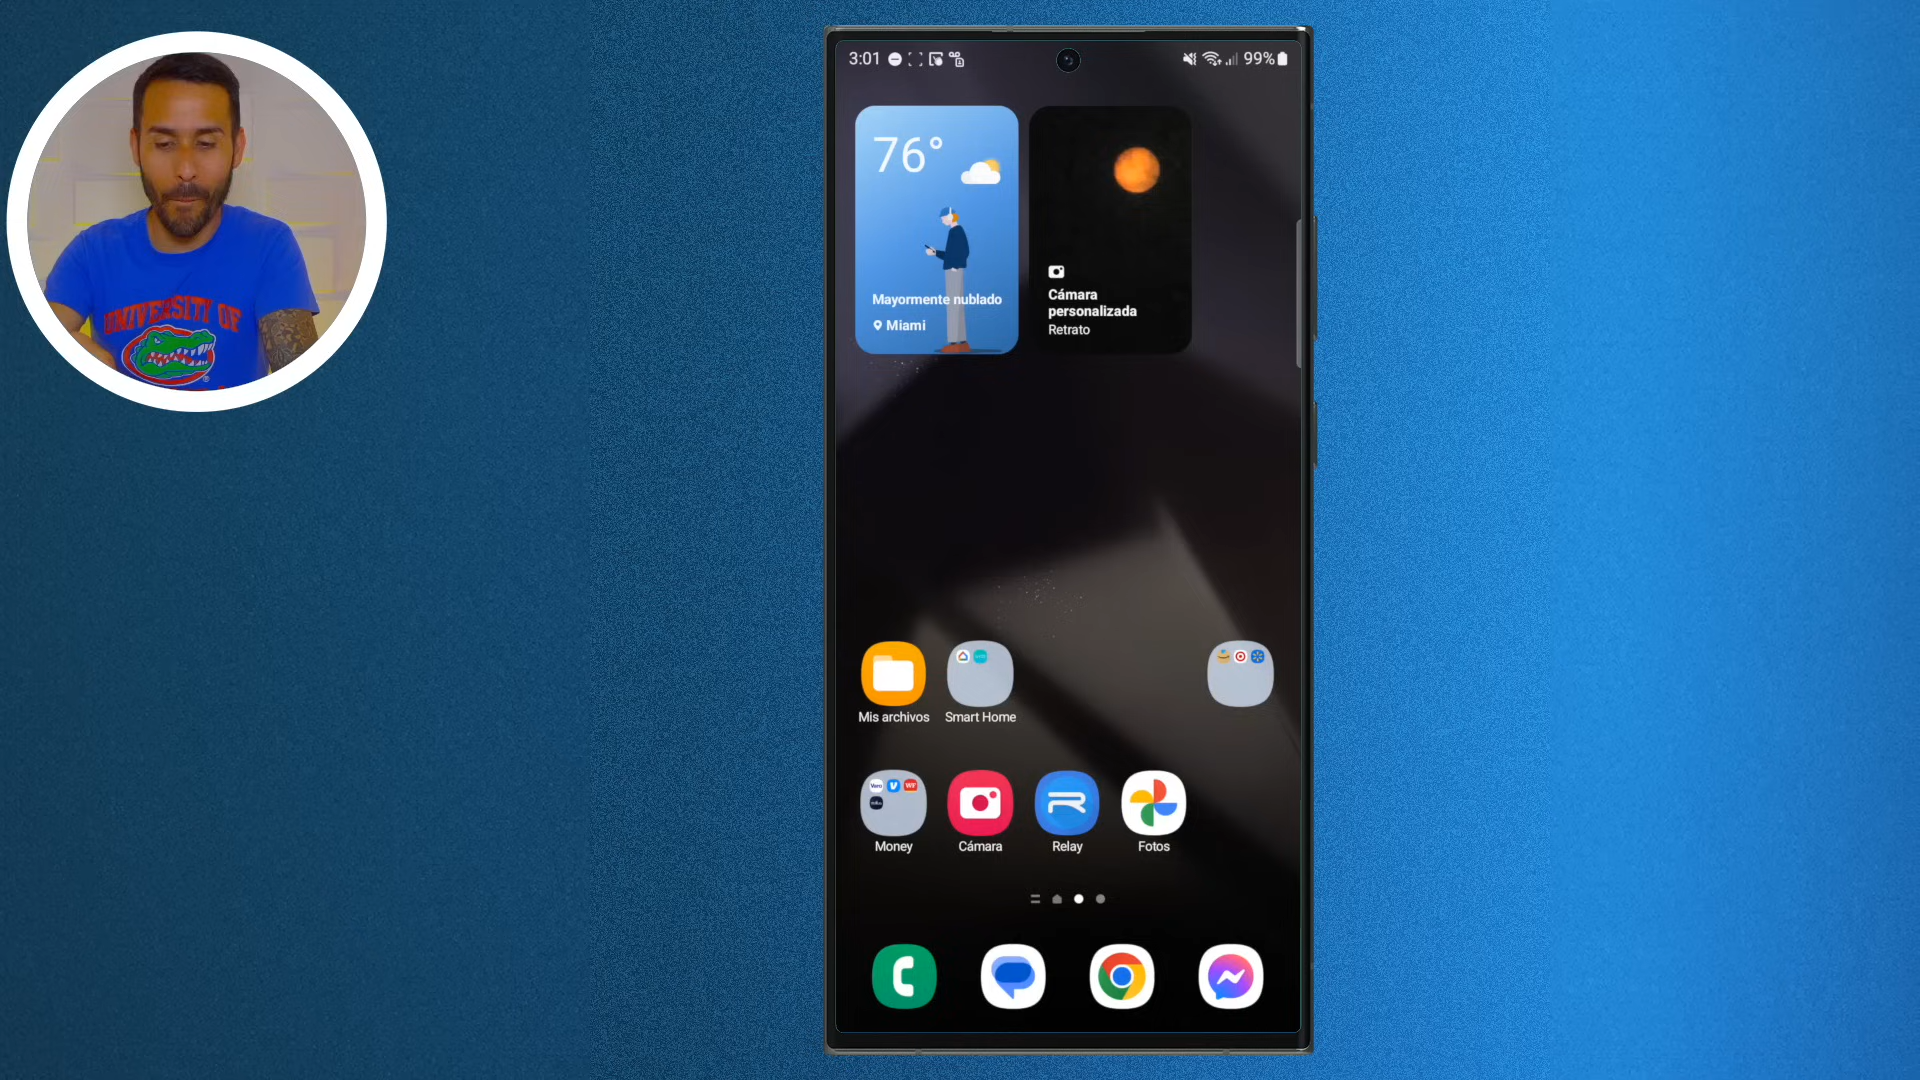 UNIVERSITY OF
3:01
99%
76°
Mayormente nublado
Miami
Cámara
personalizada
Retrato
Mis archivos
Smart Home
Money
Cámara
Relay
Fotos